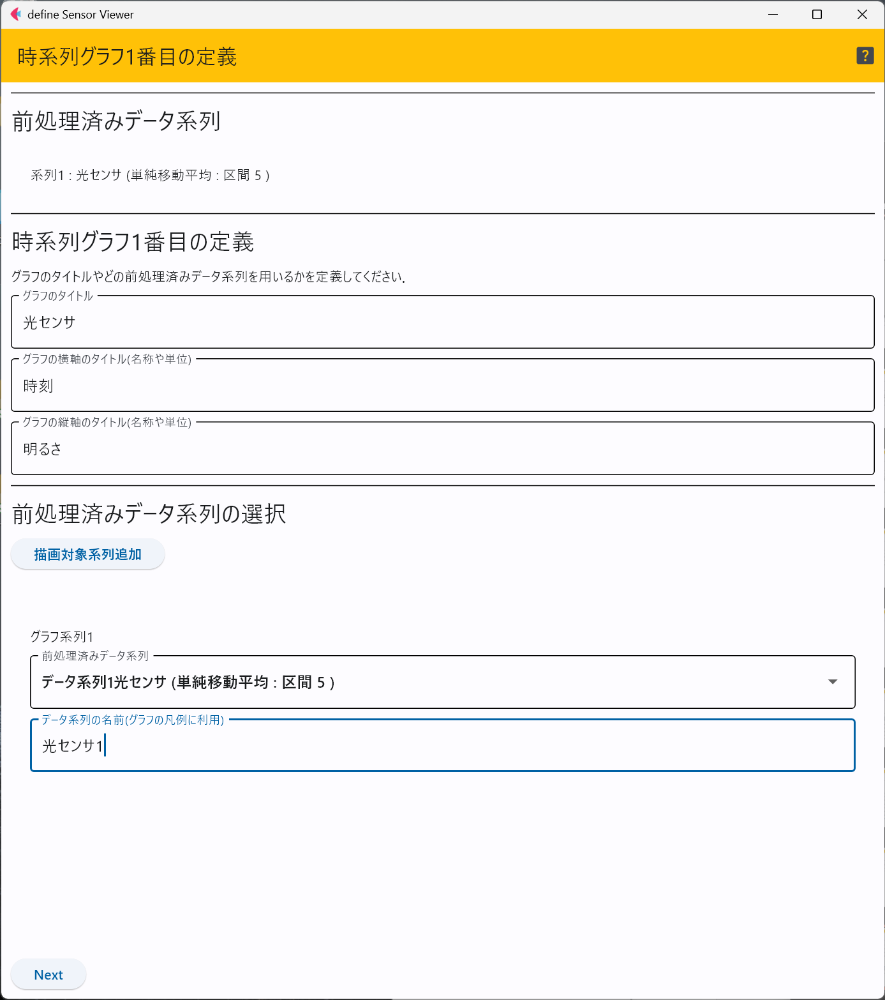 define Sensor Viewer
時系列グラフ1番目の定義
?
前処理済みデータ系列
系列1 : 光センサ (単純移動平均 : 区間 5 )
時系列グラフ1番目の定義
グラフのタイトルやどの前処理済みデータ系列を用いるかを定義してください.
グラフのタイトル
光センサ
グラフの横軸のタイトル(名称や単位)
時刻
グラフの縦軸のタイトル(名称や単位)
明るさ
前処理済みデータ系列の選択
描画対象系列追加
グラフ系列1
前処理済みデータ系列
データ系列1光センサ (単純移動平均 : 区間 5 )
データ系列の名前(グラフの凡例に利用)
光センサ1
Next